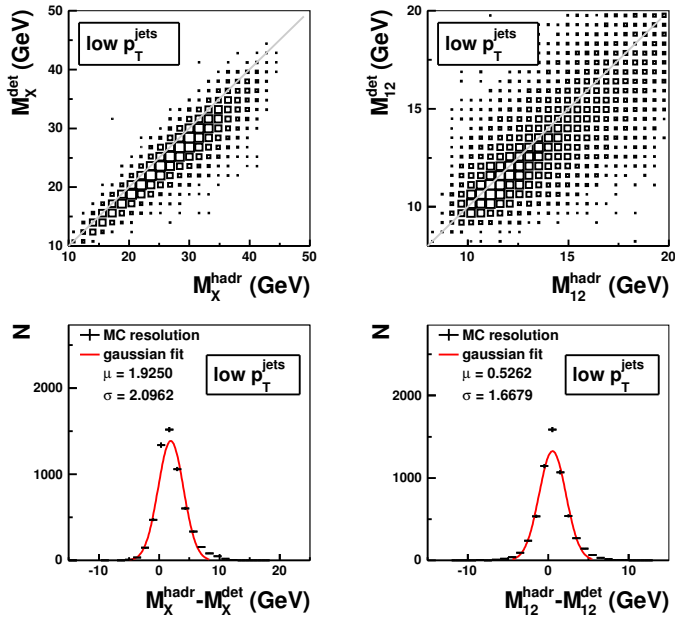 M_X^det (GeV)
low p_T^jets
50
40
30
20
10
10 20 30 40 50
M_X^hadr (GeV)
M_12^det (GeV)
low p_T^jets
20
15
10
10 15 20
M_12^hadr (GeV)
N
MC resolution
gaussian fit
μ = 1.9250
σ = 2.0962
low p_T^jets
2000
1000
0
-10 0 10 20
M_X^hadr-M_X^det (GeV)
N
MC resolution
gaussian fit
μ = 0.5262
σ = 1.6679
low p_T^jets
2000
1000
0
-10 0 10
M_12^hadr-M_12^det (GeV)